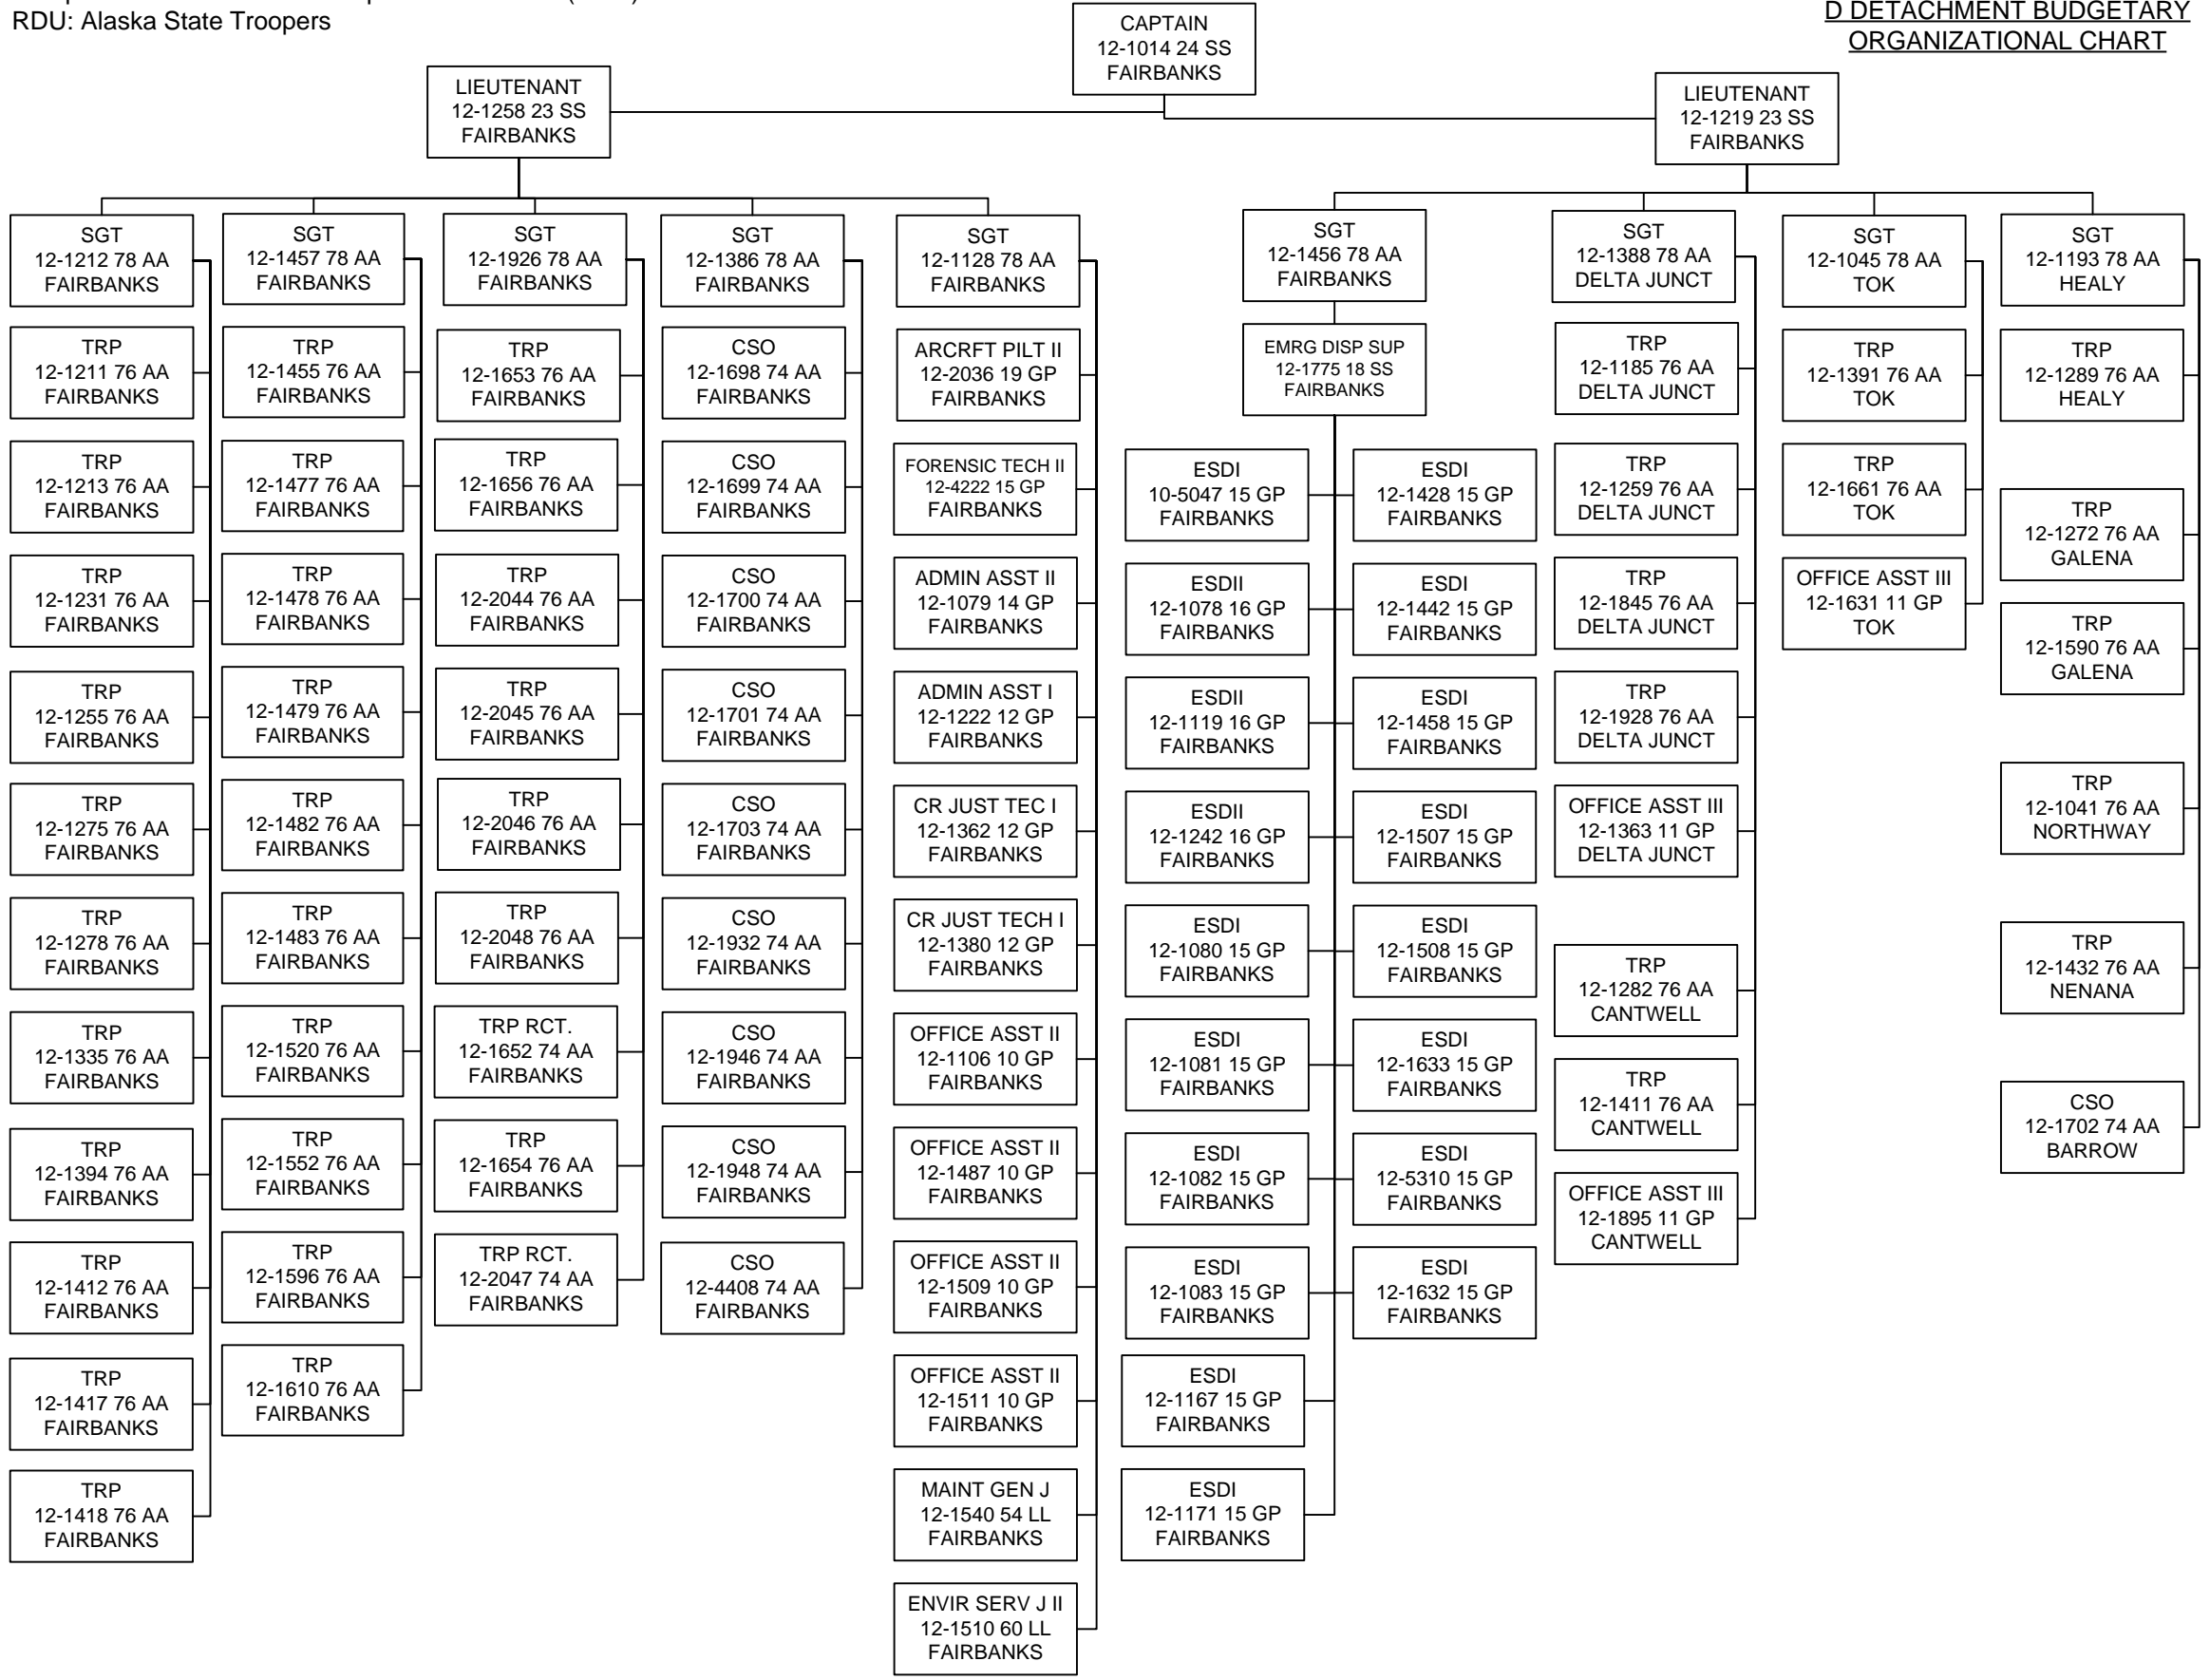 RDU: Alaska State Troopers
D DETACHMENT BUDGETARY
ORGANIZATIONAL CHART
CAPTAIN
12-1014 24 SS
FAIRBANKS
LIEUTENANT
12-1258 23 SS
FAIRBANKS
LIEUTENANT
12-1219 23 SS
FAIRBANKS
SGT
12-1212 78 AA
FAIRBANKS
TRP
12-1211 76 AA
FAIRBANKS
TRP
12-1213 76 AA
FAIRBANKS
TRP
12-1231 76 AA
FAIRBANKS
TRP
12-1255 76 AA
FAIRBANKS
TRP
12-1275 76 AA
FAIRBANKS
TRP
12-1278 76 AA
FAIRBANKS
TRP
12-1335 76 AA
FAIRBANKS
TRP
12-1394 76 AA
FAIRBANKS
TRP
12-1412 76 AA
FAIRBANKS
TRP
12-1417 76 AA
FAIRBANKS
TRP
12-1418 76 AA
FAIRBANKS
SGT
12-1457 78 AA
FAIRBANKS
TRP
12-1455 76 AA
FAIRBANKS
TRP
12-1477 76 AA
FAIRBANKS
TRP
12-1478 76 AA
FAIRBANKS
TRP
12-1479 76 AA
FAIRBANKS
TRP
12-1482 76 AA
FAIRBANKS
TRP
12-1483 76 AA
FAIRBANKS
TRP
12-1520 76 AA
FAIRBANKS
TRP
12-1552 76 AA
FAIRBANKS
TRP
12-1596 76 AA
FAIRBANKS
TRP
12-1610 76 AA
FAIRBANKS
SGT
12-1926 78 AA
FAIRBANKS
TRP
12-1653 76 AA
FAIRBANKS
TRP
12-1656 76 AA
FAIRBANKS
TRP
12-2044 76 AA
FAIRBANKS
TRP
12-2045 76 AA
FAIRBANKS
TRP
12-2046 76 AA
FAIRBANKS
TRP
12-2048 76 AA
FAIRBANKS
TRP RCT.
12-1652 74 AA
FAIRBANKS
TRP
12-1654 76 AA
FAIRBANKS
TRP RCT.
12-2047 74 AA
FAIRBANKS
SGT
12-1386 78 AA
FAIRBANKS
CSO
12-1698 74 AA
FAIRBANKS
CSO
12-1699 74 AA
FAIRBANKS
CSO
12-1700 74 AA
FAIRBANKS
CSO
12-1701 74 AA
FAIRBANKS
CSO
12-1703 74 AA
FAIRBANKS
CSO
12-1932 74 AA
FAIRBANKS
CSO
12-1946 74 AA
FAIRBANKS
CSO
12-1948 74 AA
FAIRBANKS
CSO
12-4408 74 AA
FAIRBANKS
SGT
12-1128 78 AA
FAIRBANKS
ARCRFT PILT II
12-2036 19 GP
FAIRBANKS
FORENSIC TECH II
12-4222 15 GP
FAIRBANKS
ADMIN ASST II
12-1079 14 GP
FAIRBANKS
ADMIN ASST I
12-1222 12 GP
FAIRBANKS
CR JUST TEC I
12-1362 12 GP
FAIRBANKS
CR JUST TECH I
12-1380 12 GP
FAIRBANKS
OFFICE ASST II
12-1106 10 GP
FAIRBANKS
OFFICE ASST II
12-1487 10 GP
FAIRBANKS
OFFICE ASST II
12-1509 10 GP
FAIRBANKS
OFFICE ASST II
12-1511 10 GP
FAIRBANKS
MAINT GEN J
12-1540 54 LL
FAIRBANKS
ENVIR SERV J II
12-1510 60 LL
FAIRBANKS
SGT
12-1456 78 AA
FAIRBANKS
EMRG DISP SUP
12-1775 18 SS
FAIRBANKS
ESDI
10-5047 15 GP
FAIRBANKS
ESDII
12-1078 16 GP
FAIRBANKS
ESDII
12-1119 16 GP
FAIRBANKS
ESDII
12-1242 16 GP
FAIRBANKS
ESDI
12-1080 15 GP
FAIRBANKS
ESDI
12-1081 15 GP
FAIRBANKS
ESDI
12-1082 15 GP
FAIRBANKS
ESDI
12-1083 15 GP
FAIRBANKS
ESDI
12-1167 15 GP
FAIRBANKS
ESDI
12-1171 15 GP
FAIRBANKS
ESDI
12-1428 15 GP
FAIRBANKS
ESDI
12-1442 15 GP
FAIRBANKS
ESDI
12-1458 15 GP
FAIRBANKS
ESDI
12-1507 15 GP
FAIRBANKS
ESDI
12-1508 15 GP
FAIRBANKS
ESDI
12-1633 15 GP
FAIRBANKS
ESDI
12-5310 15 GP
FAIRBANKS
ESDI
12-1632 15 GP
FAIRBANKS
SGT
12-1388 78 AA
DELTA JUNCT
TRP
12-1185 76 AA
DELTA JUNCT
TRP
12-1259 76 AA
DELTA JUNCT
TRP
12-1845 76 AA
DELTA JUNCT
TRP
12-1928 76 AA
DELTA JUNCT
OFFICE ASST III
12-1363 11 GP
DELTA JUNCT
TRP
12-1282 76 AA
CANTWELL
TRP
12-1411 76 AA
CANTWELL
OFFICE ASST III
12-1895 11 GP
CANTWELL
SGT
12-1045 78 AA
TOK
TRP
12-1391 76 AA
TOK
TRP
12-1661 76 AA
TOK
OFFICE ASST III
12-1631 11 GP
TOK
SGT
12-1193 78 AA
HEALY
TRP
12-1289 76 AA
HEALY
TRP
12-1272 76 AA
GALENA
TRP
12-1590 76 AA
GALENA
TRP
12-1041 76 AA
NORTHWAY
TRP
12-1432 76 AA
NENANA
CSO
12-1702 74 AA
BARROW